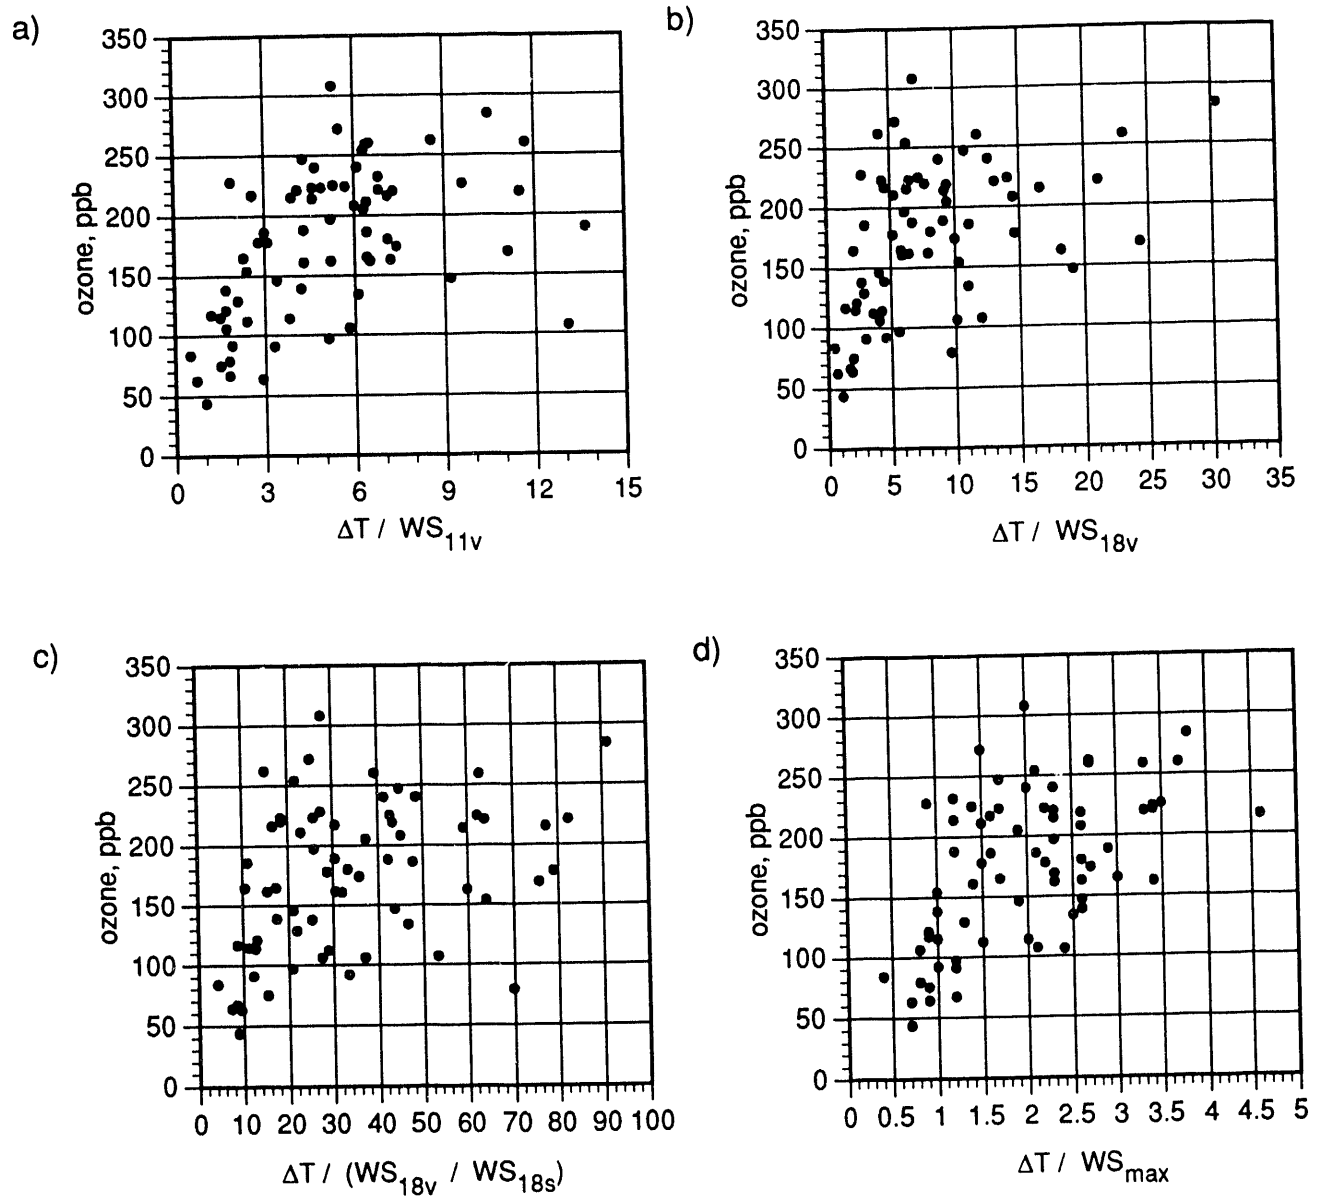 a)
350
300
250
200
150
100
50
0
ozone, ppb
0 3 6 9 12 15
ΔT / WS11v
b)
350
300
250
200
150
100
50
0
ozone, ppb
0 5 10 15 20 25 30 35
ΔT / WS18v
c)
350
300
250
200
150
100
50
0
ozone, ppb
0 10 20 30 40 50 60 70 80 90 100
ΔT / (WS18v / WS18s)
d)
350
300
250
200
150
100
50
0
ozone, ppb
0 0.5 1 1.5 2 2.5 3 3.5 4 4.5 5
ΔT / WSmax